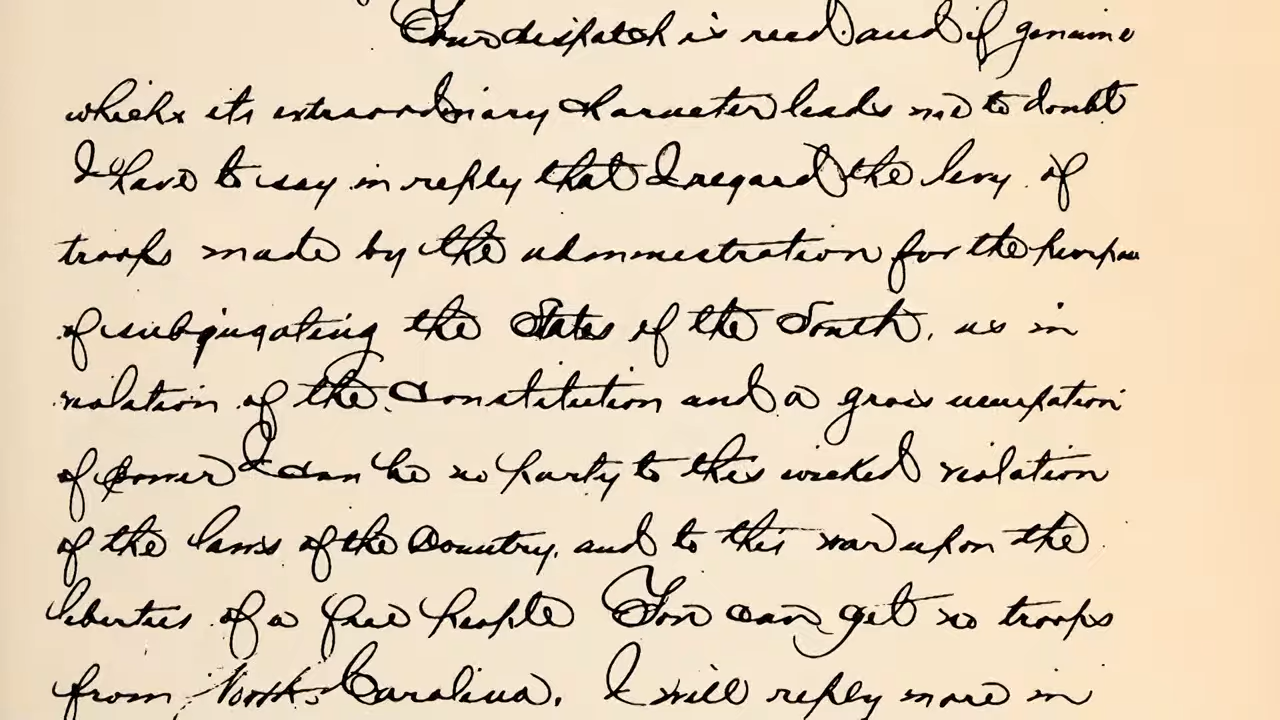 Your dispatch is recd. and if genuine
which its extraordinary character leads me to doubt
I have to say in reply that I regard the levy of
troops made by the administration for the purpose
of subjugating the States of the South, as in
violation of the Constitution and a gross usurpation
of power I can be no party to this wicked violation
of the laws of the Country, and to this war upon the
liberties of a free people You can get no troops
from North Carolina. I will reply more in